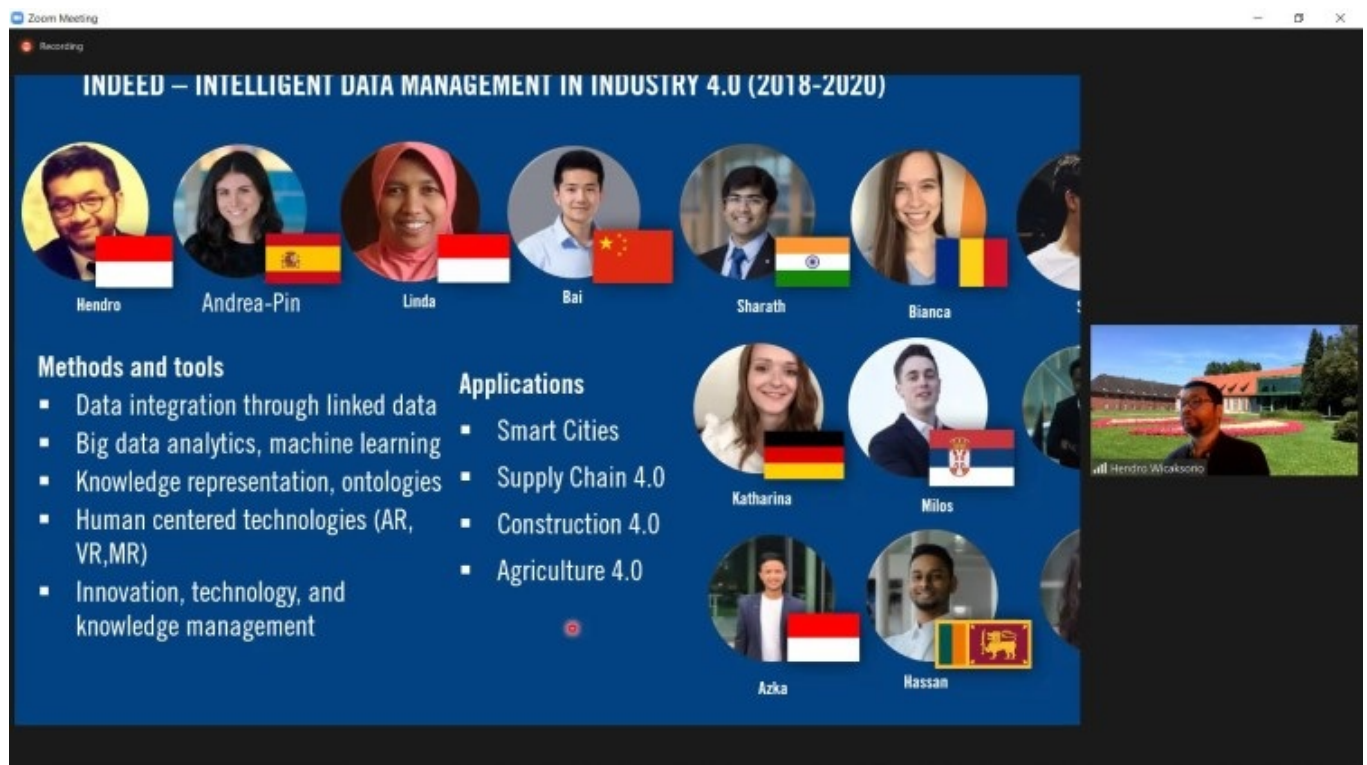 Zoom Meeting
Recording
INDEED – INTELLIGENT DATA MANAGEMENT IN INDUSTRY 4.0 (2018-2020)
Hendro
Andrea-Pin
Linda
Bai
Sharath
Bianca
Methods and tools
▪ Data integration through linked data
▪ Big data analytics, machine learning
▪ Knowledge representation, ontologies
▪ Human centered technologies (AR,
VR,MR)
▪ Innovation, technology, and
knowledge management
Applications
▪ Smart Cities
▪ Supply Chain 4.0
▪ Construction 4.0
▪ Agriculture 4.0
Katharina
Milos
Azka
Hassan
Hendro Wicaksono